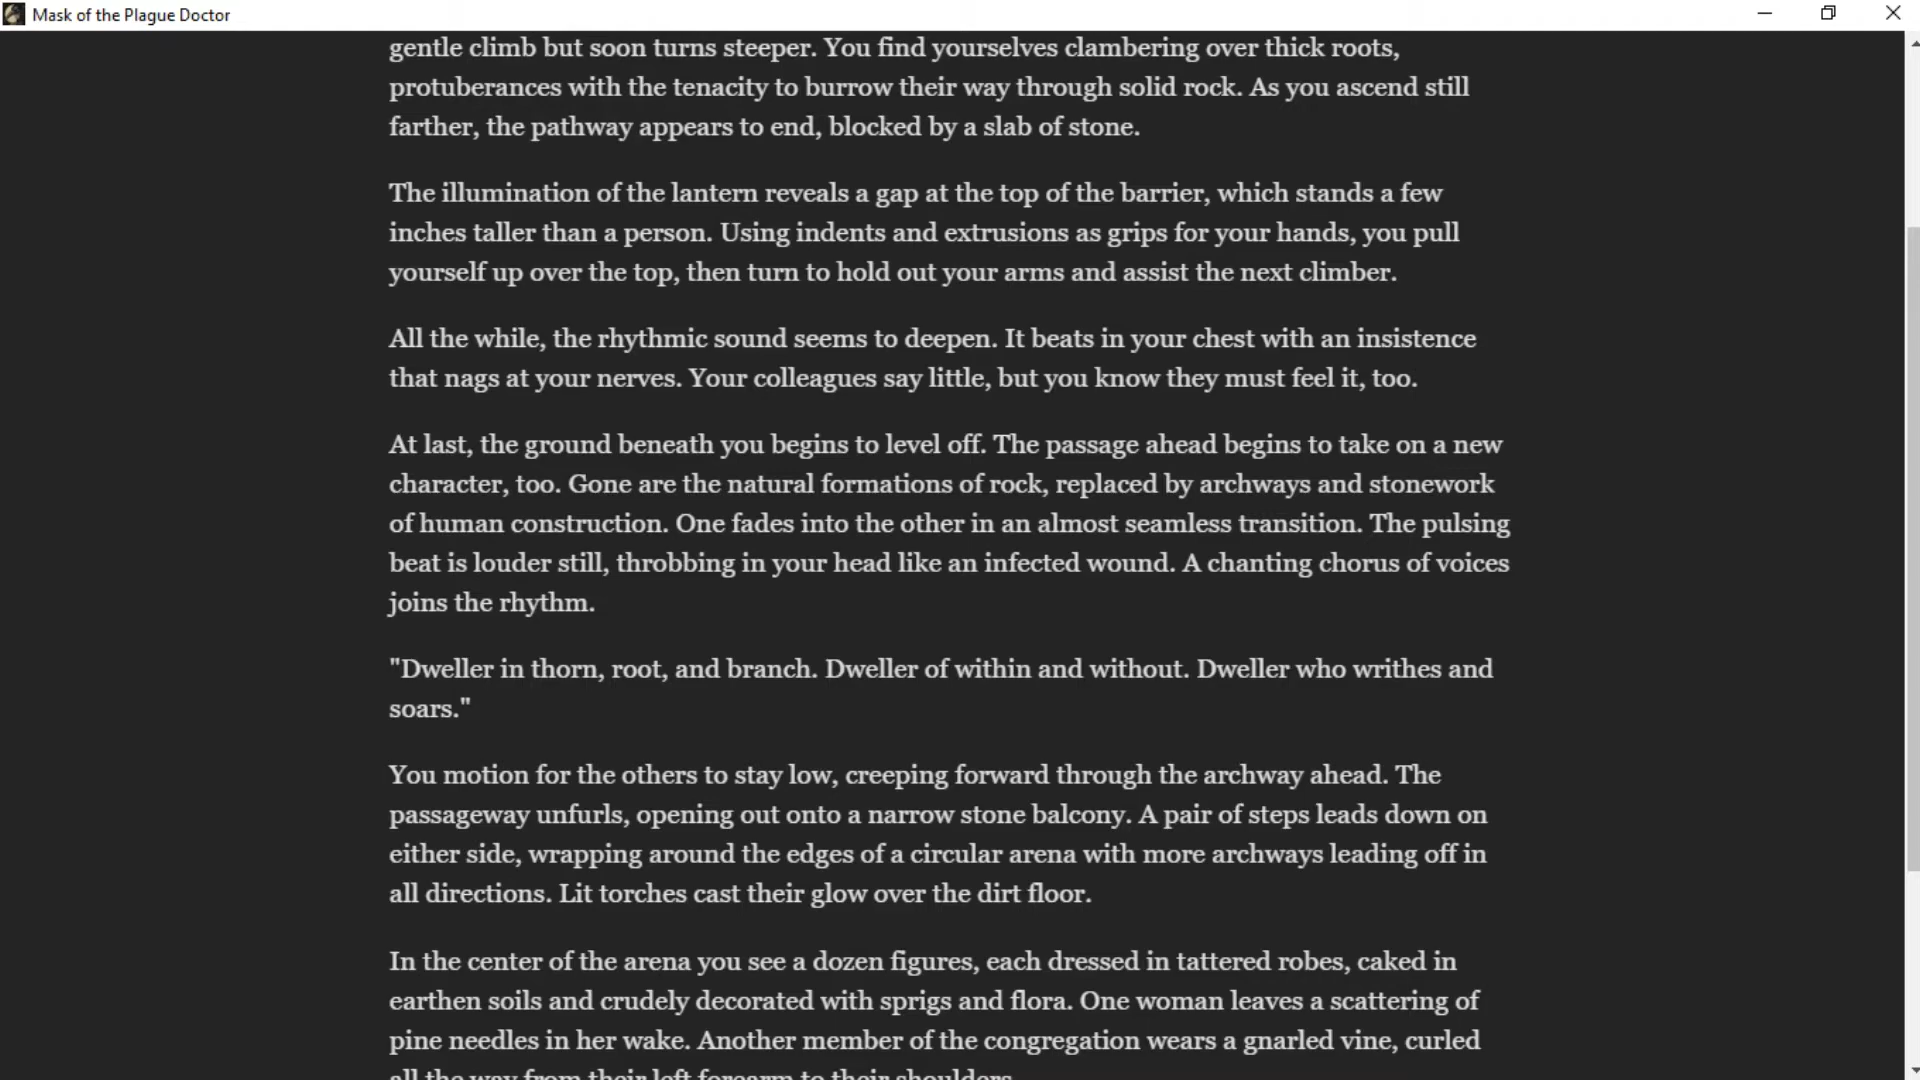 Mask of the Plague Doctor
gentle climb but soon turns steeper. You find yourselves clambering over thick roots,
protuberances with the tenacity to burrow their way through solid rock. As you ascend still
farther, the pathway appears to end, blocked by a slab of stone.
The illumination of the lantern reveals a gap at the top of the barrier, which stands a few
inches taller than a person. Using indents and extrusions as grips for your hands, you pull
yourself up over the top, then turn to hold out your arms and assist the next climber.
All the while, the rhythmic sound seems to deepen. It beats in your chest with an insistence
that nags at your nerves. Your colleagues say little, but you know they must feel it, too.
At last, the ground beneath you begins to level off. The passage ahead begins to take on a new
character, too. Gone are the natural formations of rock, replaced by archways and stonework
of human construction. One fades into the other in an almost seamless transition. The pulsing
beat is louder still, throbbing in your head like an infected wound. A chanting chorus of voices
joins the rhythm.
"Dweller in thorn, root, and branch. Dweller of within and without. Dweller who writhes and
soars."
You motion for the others to stay low, creeping forward through the archway ahead. The
passageway unfurls, opening out onto a narrow stone balcony. A pair of steps leads down on
either side, wrapping around the edges of a circular arena with more archways leading off in
all directions. Lit torches cast their glow over the dirt floor.
In the center of the arena you see a dozen figures, each dressed in tattered robes, caked in
earthen soils and crudely decorated with sprigs and flora. One woman leaves a scattering of
pine needles in her wake. Another member of the congregation wears a gnarled vine, curled
all the way from their left forearm to their shoulders.